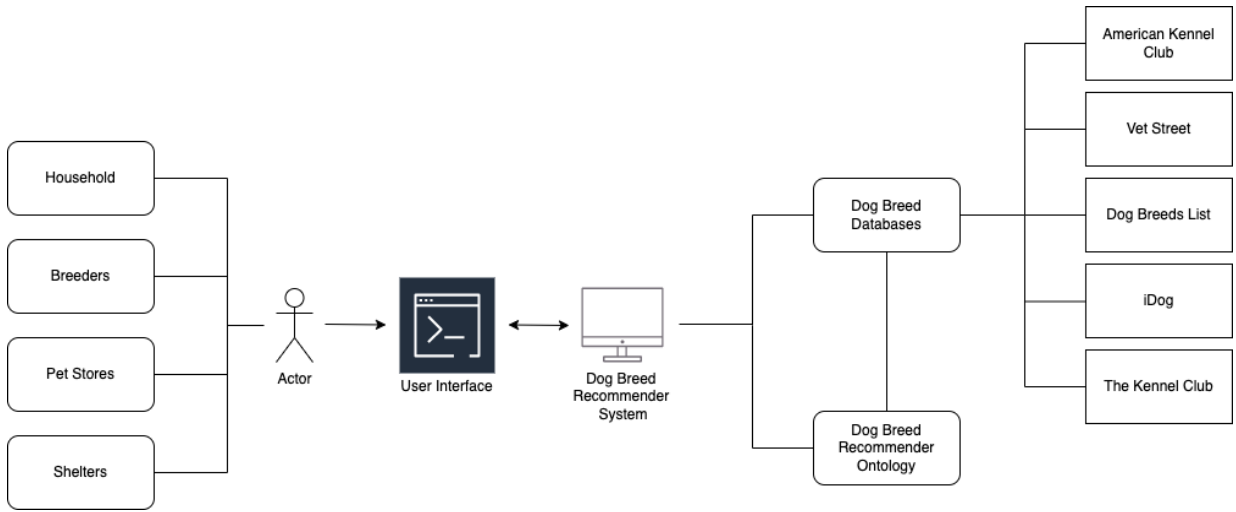 Household
Breeders
Pet Stores
Shelters
Actor
>_
User Interface
Dog Breed
Recommender
System
Dog Breed
Databases
Dog Breed
Recommender
Ontology
American Kennel
Club
Vet Street
Dog Breeds List
iDog
The Kennel Club